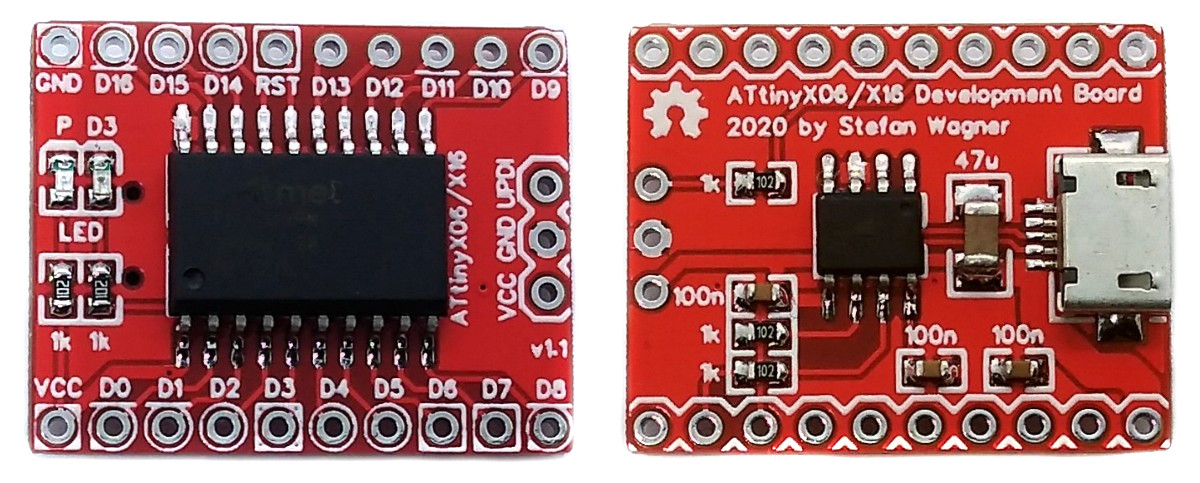 GND D16 D15 D14 RST D13 D12 D11 D10 D9
P D3
LED
1k 1k
ATtinyX06/X16
VCC GND UPDI
v1.1
VCC D0 D1 D2 D3 D4 D5 D6 D7 D8
102 102
ATtinyX06/X16 Development Board
2020 by Stefan Wagner
1k 102
47u
100n
1k 102
1k 102
100n 100n